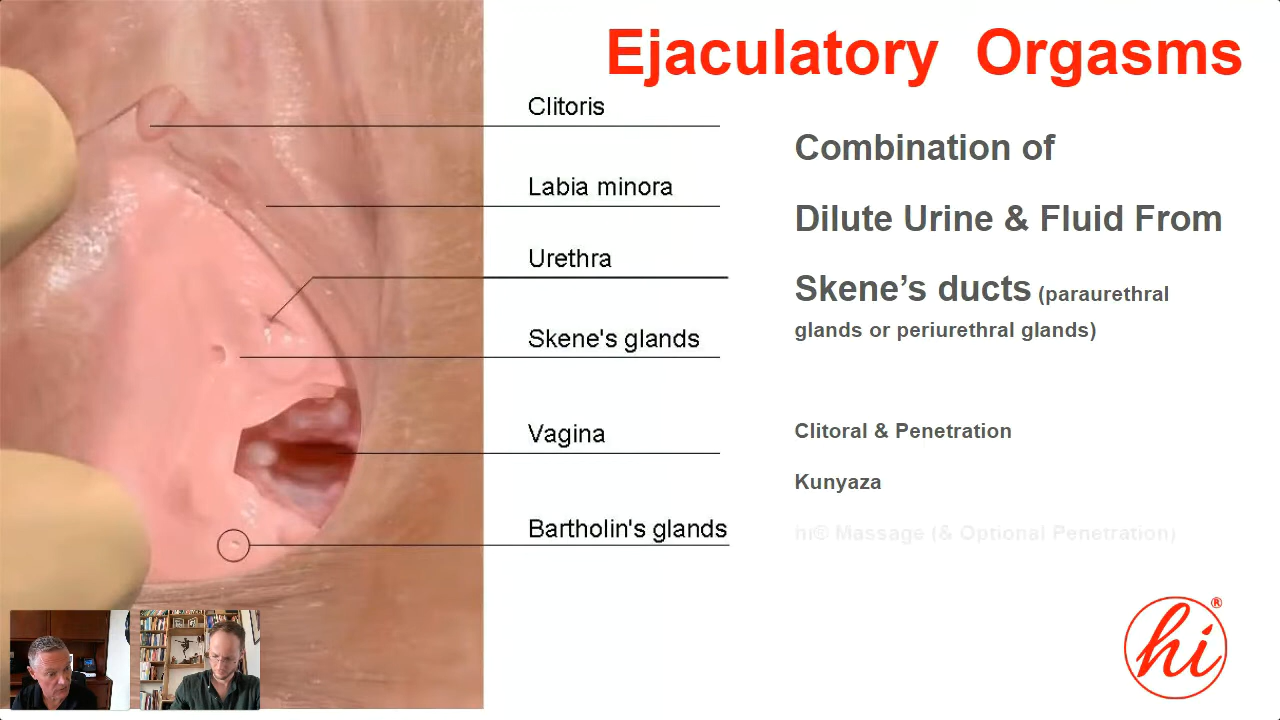 Ejaculatory Orgasms
Clitoris
Labia minora
Urethra
Skene's glands
Vagina
Bartholin's glands
Combination of
Dilute Urine & Fluid From
Skene’s ducts (paraurethral
glands or periurethral glands)
Clitoral & Penetration
Kunyaza
hi® Massage (& Optional Penetration)
hi®